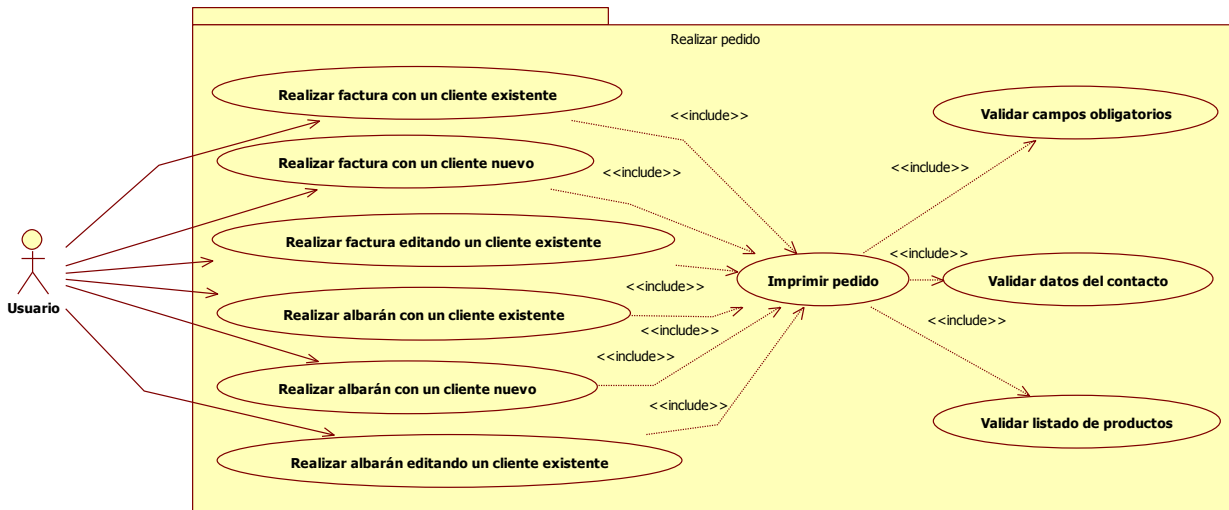 Realizar pedido
Realizar factura con un cliente existente
<<include>>
Validar campos obligatorios
Realizar factura con un cliente nuevo
<<include>>
<<include>>
Realizar factura editando un cliente existente
<<include>>
Usuario
Imprimir pedido
Validar datos del contacto
<<include>>
Realizar albarán con un cliente existente
<<include>>
<<include>>
<<include>>
Realizar albarán con un cliente nuevo
<<include>>
Validar listado de productos
Realizar albarán editando un cliente existente